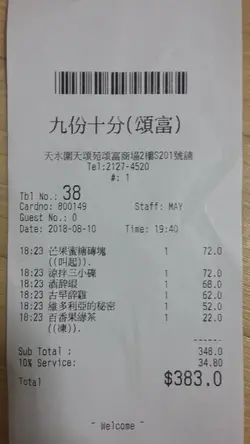 九份十分(頌富)
天水圍天頌苑頌富商場2樓S201號舖
Tel:2127-4520
#: 1
Tbl No.: 38
Cardno: 800149 Staff: MAY
Guest No.: 0
Date: 2018-08-10 Time: 19:40
18:23 芒果蜜糖磚塊 1 72.0
((叫起)).
18:23 涼拌三小碟 1 72.0
18:23 酒醉蝦 1 68.0
18:23 古早醉雞 1 62.0
18:23 維多利亞的秘密 1 52.0
18:23 百香果綠茶 1 22.0
((凍)).
------
Sub Total : 348.0
10% Service: 34.80
Total $383.0
------
~ Welcome ~